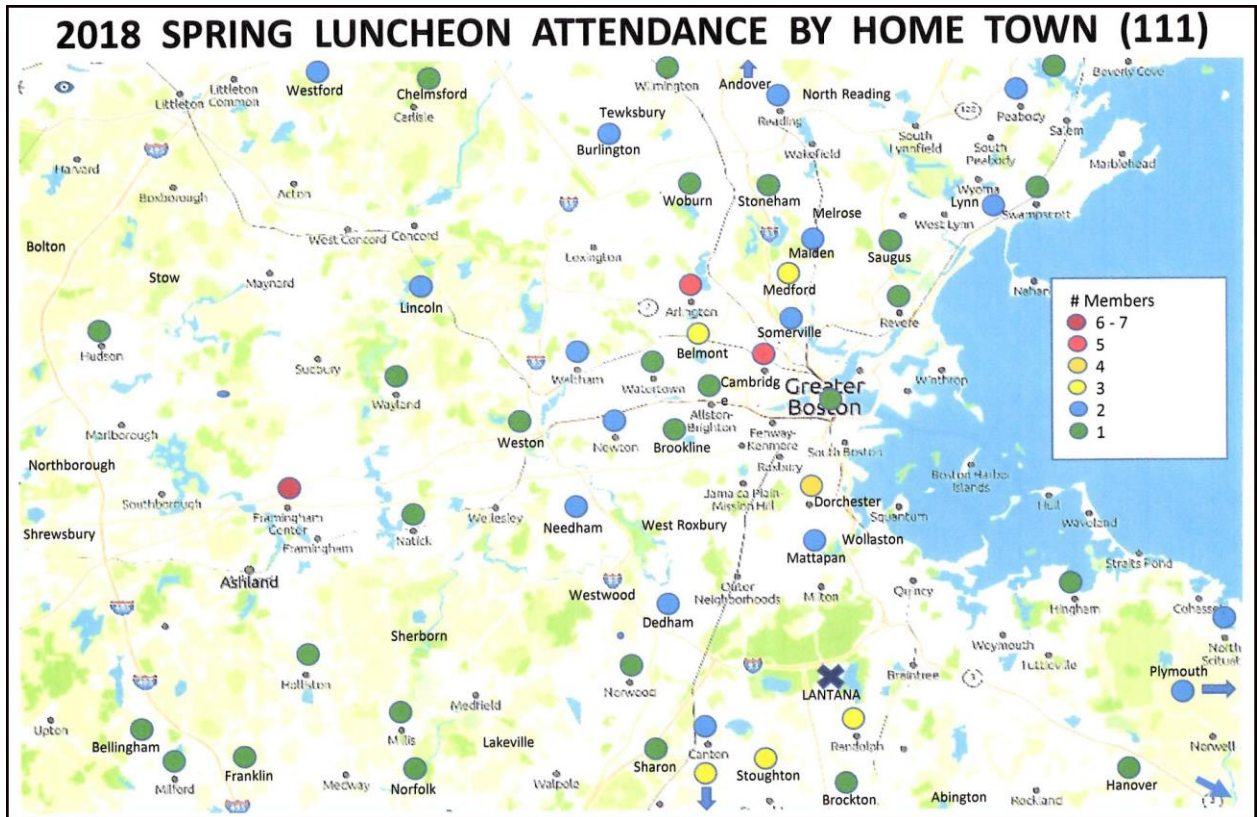 2018 SPRING LUNCHEON ATTENDANCE BY HOME TOWN (111)
Westford
Chelmsford
Wilmington
Andover
North Reading
Beverly Cove
Littleton
Littleton
Common
Carlisle
Tewksbury
Burlington
Reading
Peabody
Salem
South
Lynnfield
South
Peabody
Wakefield
Marblehead
Harvard
Boxborough
Acton
Woburn
Stoneham
Melrose
Wyoma
Lynn
Swampscott
West Lynn
Bolton
West Concord
Concord
Lexington
Malden
Saugus
Stow
Maynard
Lincoln
Medford
Arlington
Revere
Somerville
# Members
6 - 7
5
4
3
2
1
Hudson
Sudbury
Belmont
Waltham
Watertown
Cambridg
e
Greater
Boston
Winthrop
Wayland
Allston-
Brighton
Marlborough
Weston
Newton
Brookline
Fenway-
Kenmore
South Boston
Roxbury
Northborough
Boston Harbor
Islands
Southborough
Framingham
Center
Jamaica Plain-
Mission Hill
Dorchester
Hull
Shrewsbury
Framingham
Natick
Wellesley
Needham
West Roxbury
Squantum
Waveland
Wollaston
Mattapan
Straits Pond
Ashland
Westwood
Outer
Neighborhoods
Milton
Quincy
Hingham
Dedham
Sherborn
Weymouth
North
Scituate
Tuttleville
Holliston
Norwood
LANTANA
Braintree
3
Plymouth
Upton
Medfield
Bellingham
Millis
Lakeville
Canton
Randolph
Norwell
Milford
Franklin
Medway
Norfolk
Walpole
Sharon
Stoughton
Brockton
Abington
Rockland
Hanover